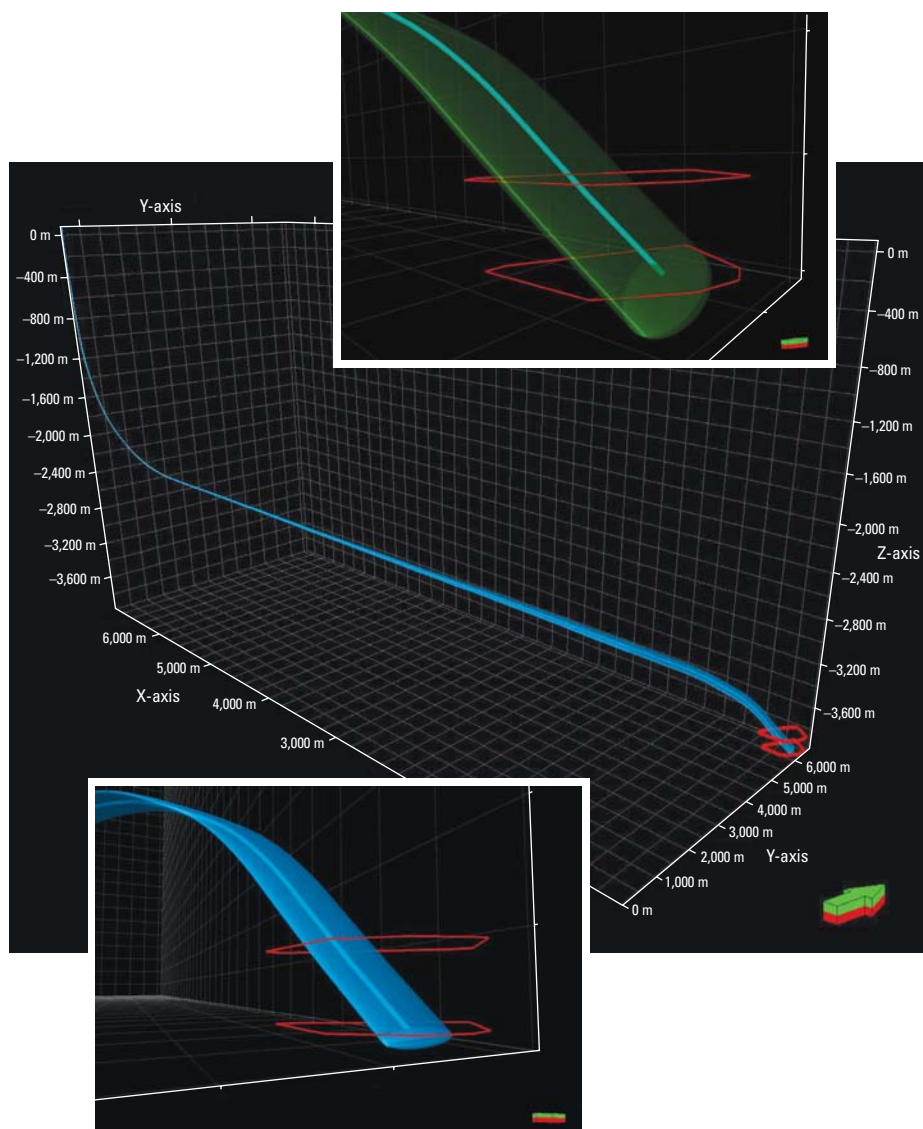 Y-axis
0 m
–400 m
–800 m
–1,200 m
–1,600 m
–2,000 m
–2,400 m
–2,800 m
–3,200 m
–3,600 m
6,000 m
5,000 m
4,000 m
3,000 m
X-axis
0 m
–400 m
–800 m
–1,200 m
–1,600 m
–2,000 m
Z-axis
–2,400 m
–2,800 m
–3,200 m
–3,600 m
6,000 m
5,000 m
4,000 m
3,000 m
2,000 m
1,000 m
0 m
Y-axis